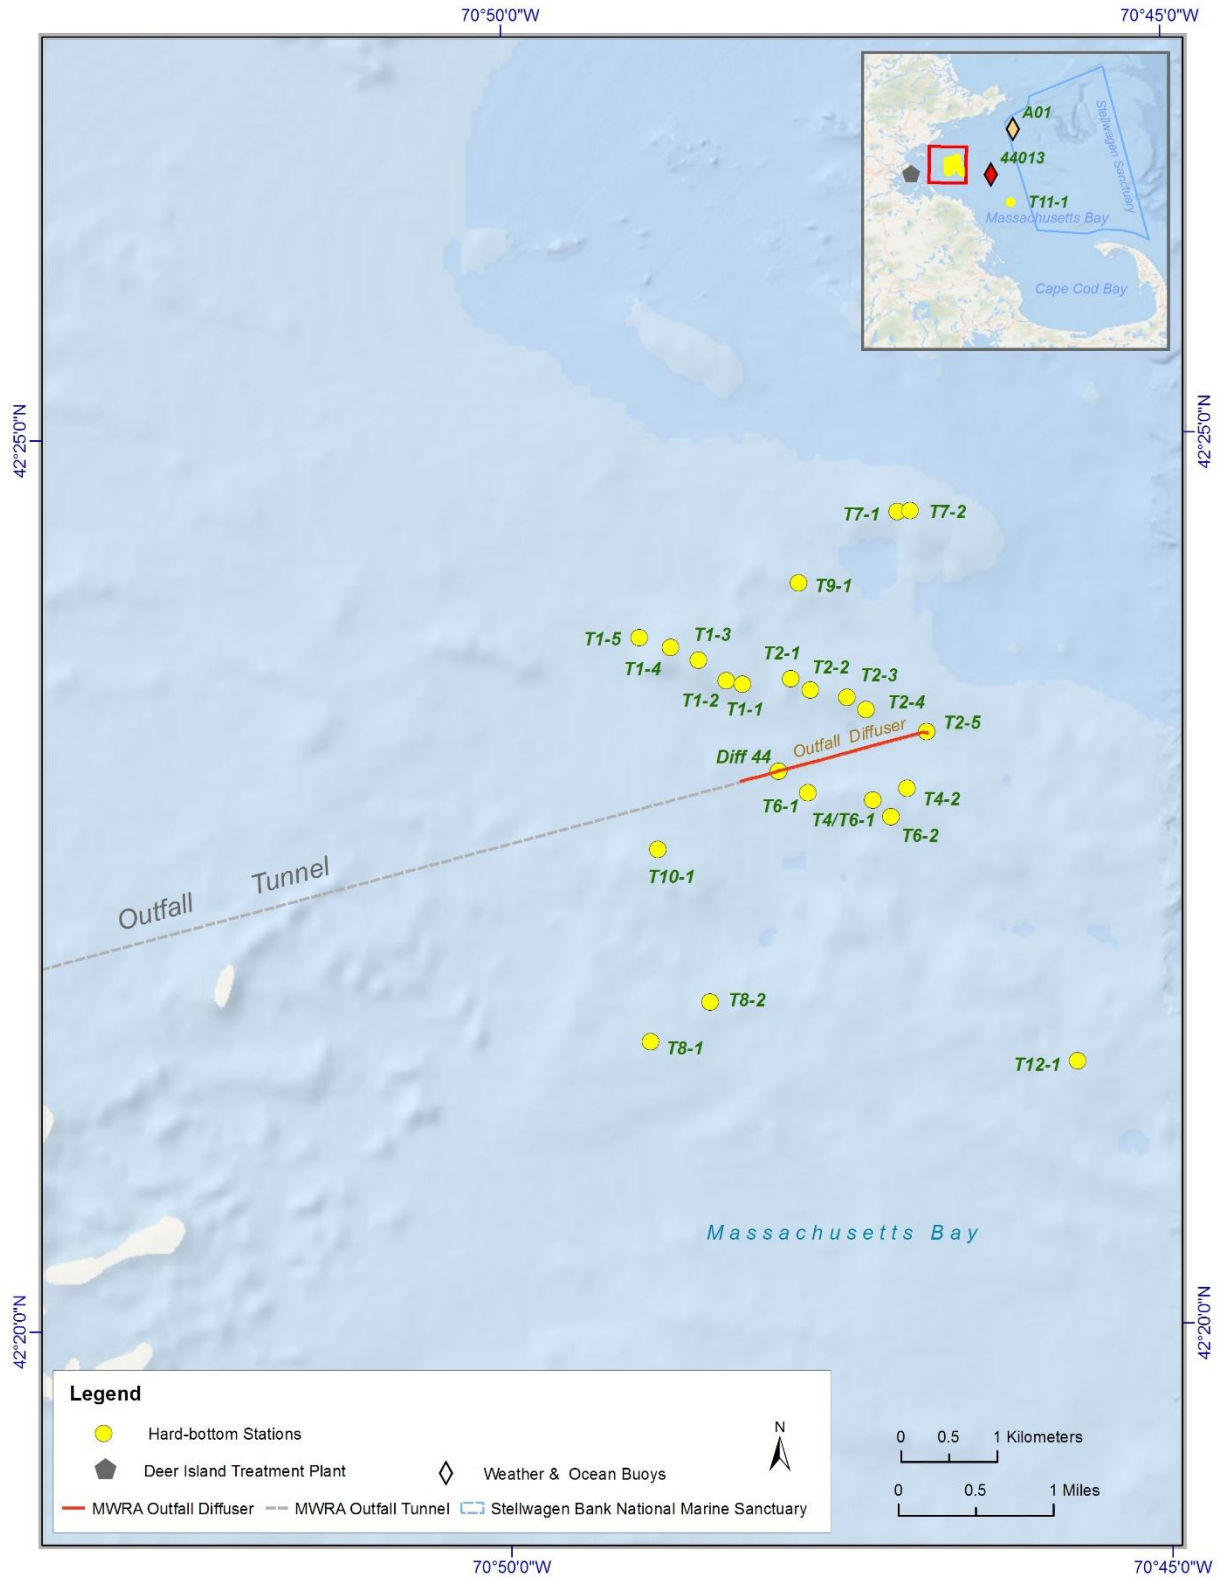 70°50'0"W
70°45'0"W
A01
44013
T11-1
Stellwagen Sanctuary
Massachusetts Bay
Cape Cod Bay
42°25'0"N
42°25'0"N
T7-1
T7-2
T9-1
T1-5
T1-3
T1-4
T2-1
T2-2
T2-3
T1-2
T1-1
T2-4
T2-5
Outfall Diffuser
Diff 44
T6-1
T4/T6-1
T4-2
T6-2
T10-1
Outfall Tunnel
T8-2
T8-1
T12-1
Massachusetts Bay
42°20'0"N
42°20'0"N
Legend
Hard-bottom Stations
Deer Island Treatment Plant
Weather & Ocean Buoys
MWRA Outfall Diffuser
MWRA Outfall Tunnel
Stellwagen Bank National Marine Sanctuary
N
0 0.5 1 Kilometers
0 0.5 1 Miles
70°50'0"W
70°45'0"W